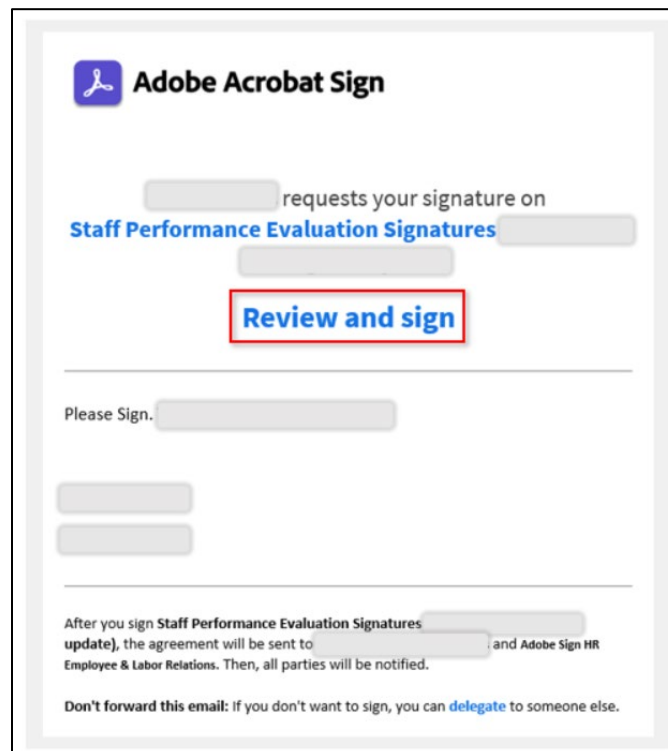 Adobe Acrobat Sign
requests your signature on
Staff Performance Evaluation Signatures
Review and sign
Please Sign.
After you sign Staff Performance Evaluation Signatures
update), the agreement will be sent to and Adobe Sign HR
Employee & Labor Relations. Then, all parties will be notified.
Don't forward this email: If you don't want to sign, you can delegate to someone else.